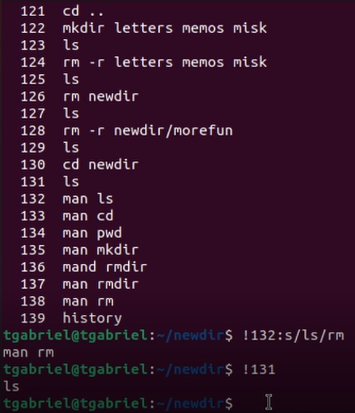 121 cd ..
122 mkdir letters memos misk
123 ls
124 rm -r letters memos misk
125 ls
126 rm newdir
127 ls
128 rm -r newdir/morefun
129 ls
130 cd newdir
131 ls
132 man ls
133 man cd
134 man pwd
135 man mkdir
136 mand rmdir
137 man rmdir
138 man rm
139 history
tgabriel@tgabriel:~/newdir$ !132:s/ls/rm
man rm
tgabriel@tgabriel:~/newdir$ !131
ls
tgabriel@tgabriel:~/newdir$